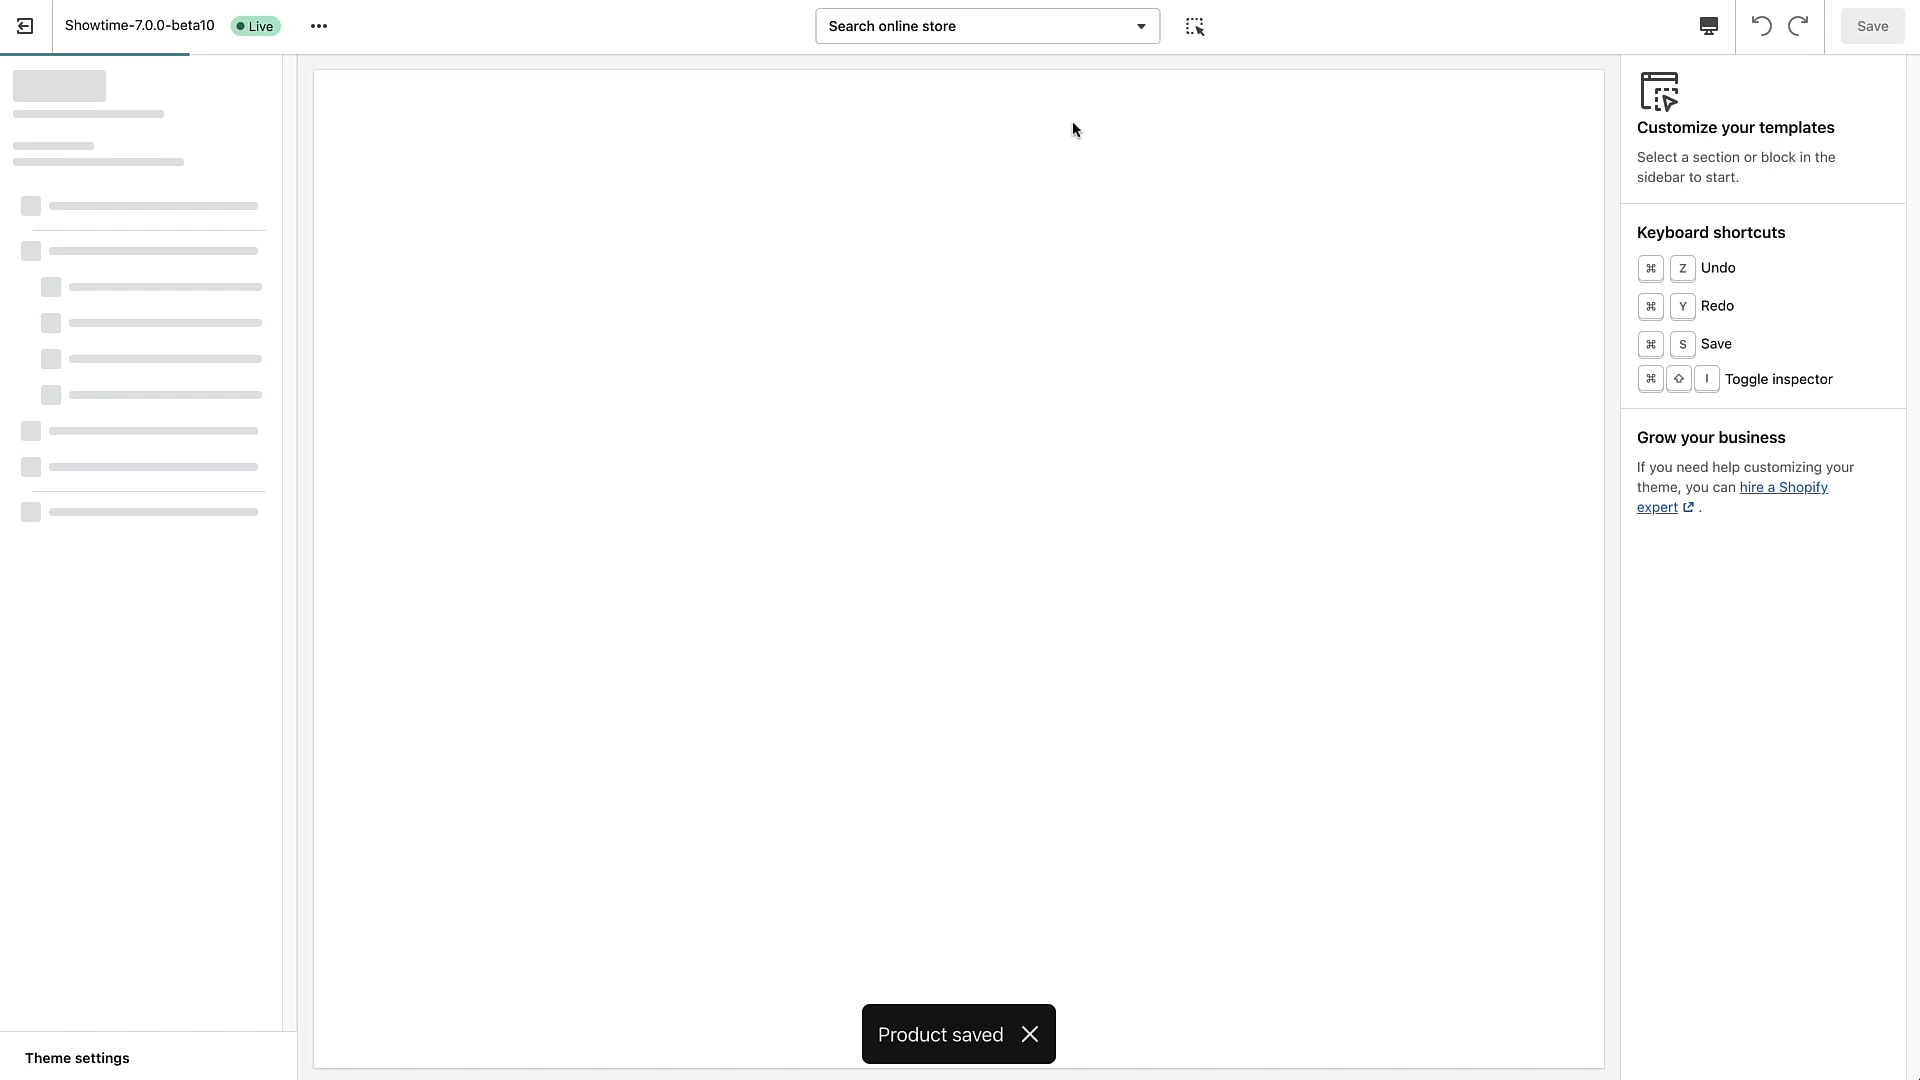 Showtime-7.0.0-beta10
Live
Search online store
Save
Customize your templates
Select a section or block in the
sidebar to start.
Keyboard shortcuts
⌘ Z Undo
⌘ Y Redo
⌘ S Save
⌘ ⇧ I Toggle inspector
Grow your business
If you need help customizing your
theme, you can hire a Shopify
expert .
Product saved
Theme settings